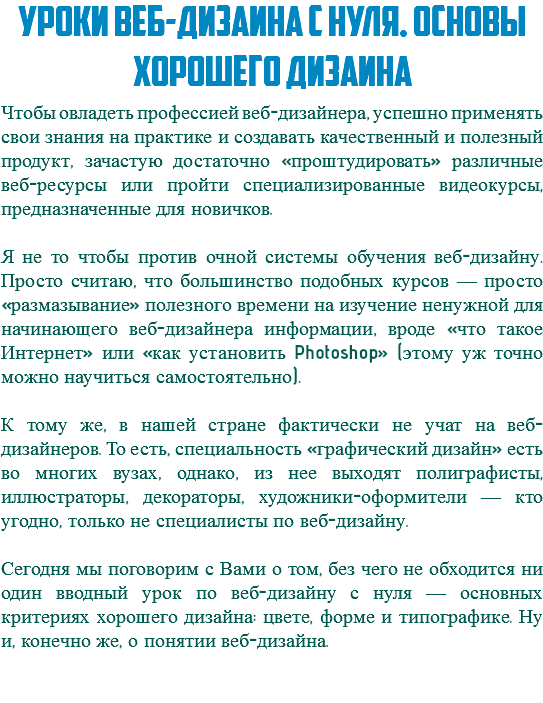 УРОКИ ВЕБ-ДИЗАИНА С НУЛЯ. ОСНОВЫ
ХОРОШЕГО ДИЗАИНА
Чтобы овладеть профессией веб-дизайнера, успешно применять
свои знания на практике и создавать качественный и полезный
продукт, зачастую достаточно «проштудировать» различные
веб-ресурсы или пройти специализированные видеокурсы,
предназначенные для новичков.
Я не то чтобы против очной системы обучения веб-дизайну.
Просто считаю, что большинство подобных курсов — просто
«размазывание» полезного времени на изучение ненужной для
начинающего веб-дизайнера информации, вроде «что такое
Интернет» или «как установить Photoshop» (этому уж точно
можно научиться самостоятельно).
К тому же, в нашей стране фактически не учат на веб-
дизайнеров. То есть, специальность «графический дизайн» есть
во многих вузах, однако, из нее выходят полиграфисты,
иллюстраторы, декораторы, художники-оформители — кто
угодно, только не специалисты по веб-дизайну.
Сегодня мы поговорим с Вами о том, без чего не обходится ни
один вводный урок по веб-дизайну с нуля — основных
критериях хорошего дизайна: цвете, форме и типографике. Ну
и, конечно же, о понятии веб-дизайна.